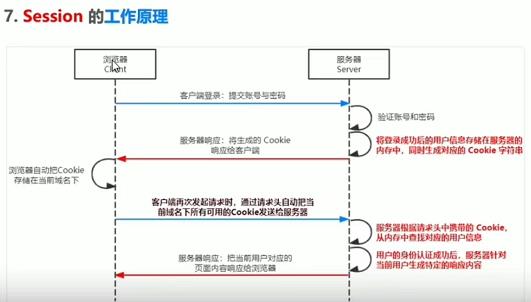 7. Session 的工作原理
浏览器
Client
服务器
Server
客户端登录：提交账号与密码
验证账号和密码
服务器响应：将生成的 Cookie
响应给客户端
将登录成功后的用户信息存储在服务器的
内存中，同时生成对应的 Cookie 字符串
浏览器自动把Cookie
存储在当前域名下
客户端再次发起请求时，通过请求头自动把当
前域名下所有可用的Cookie发送给服务器
服务器根据请求头中携带的 Cookie，
从内存中查找对应的用户信息
服务器响应：把当前用户对应的
页面内容响应给浏览器
用户的身份认证成功后，服务器针对
当前用户生成特定的响应内容